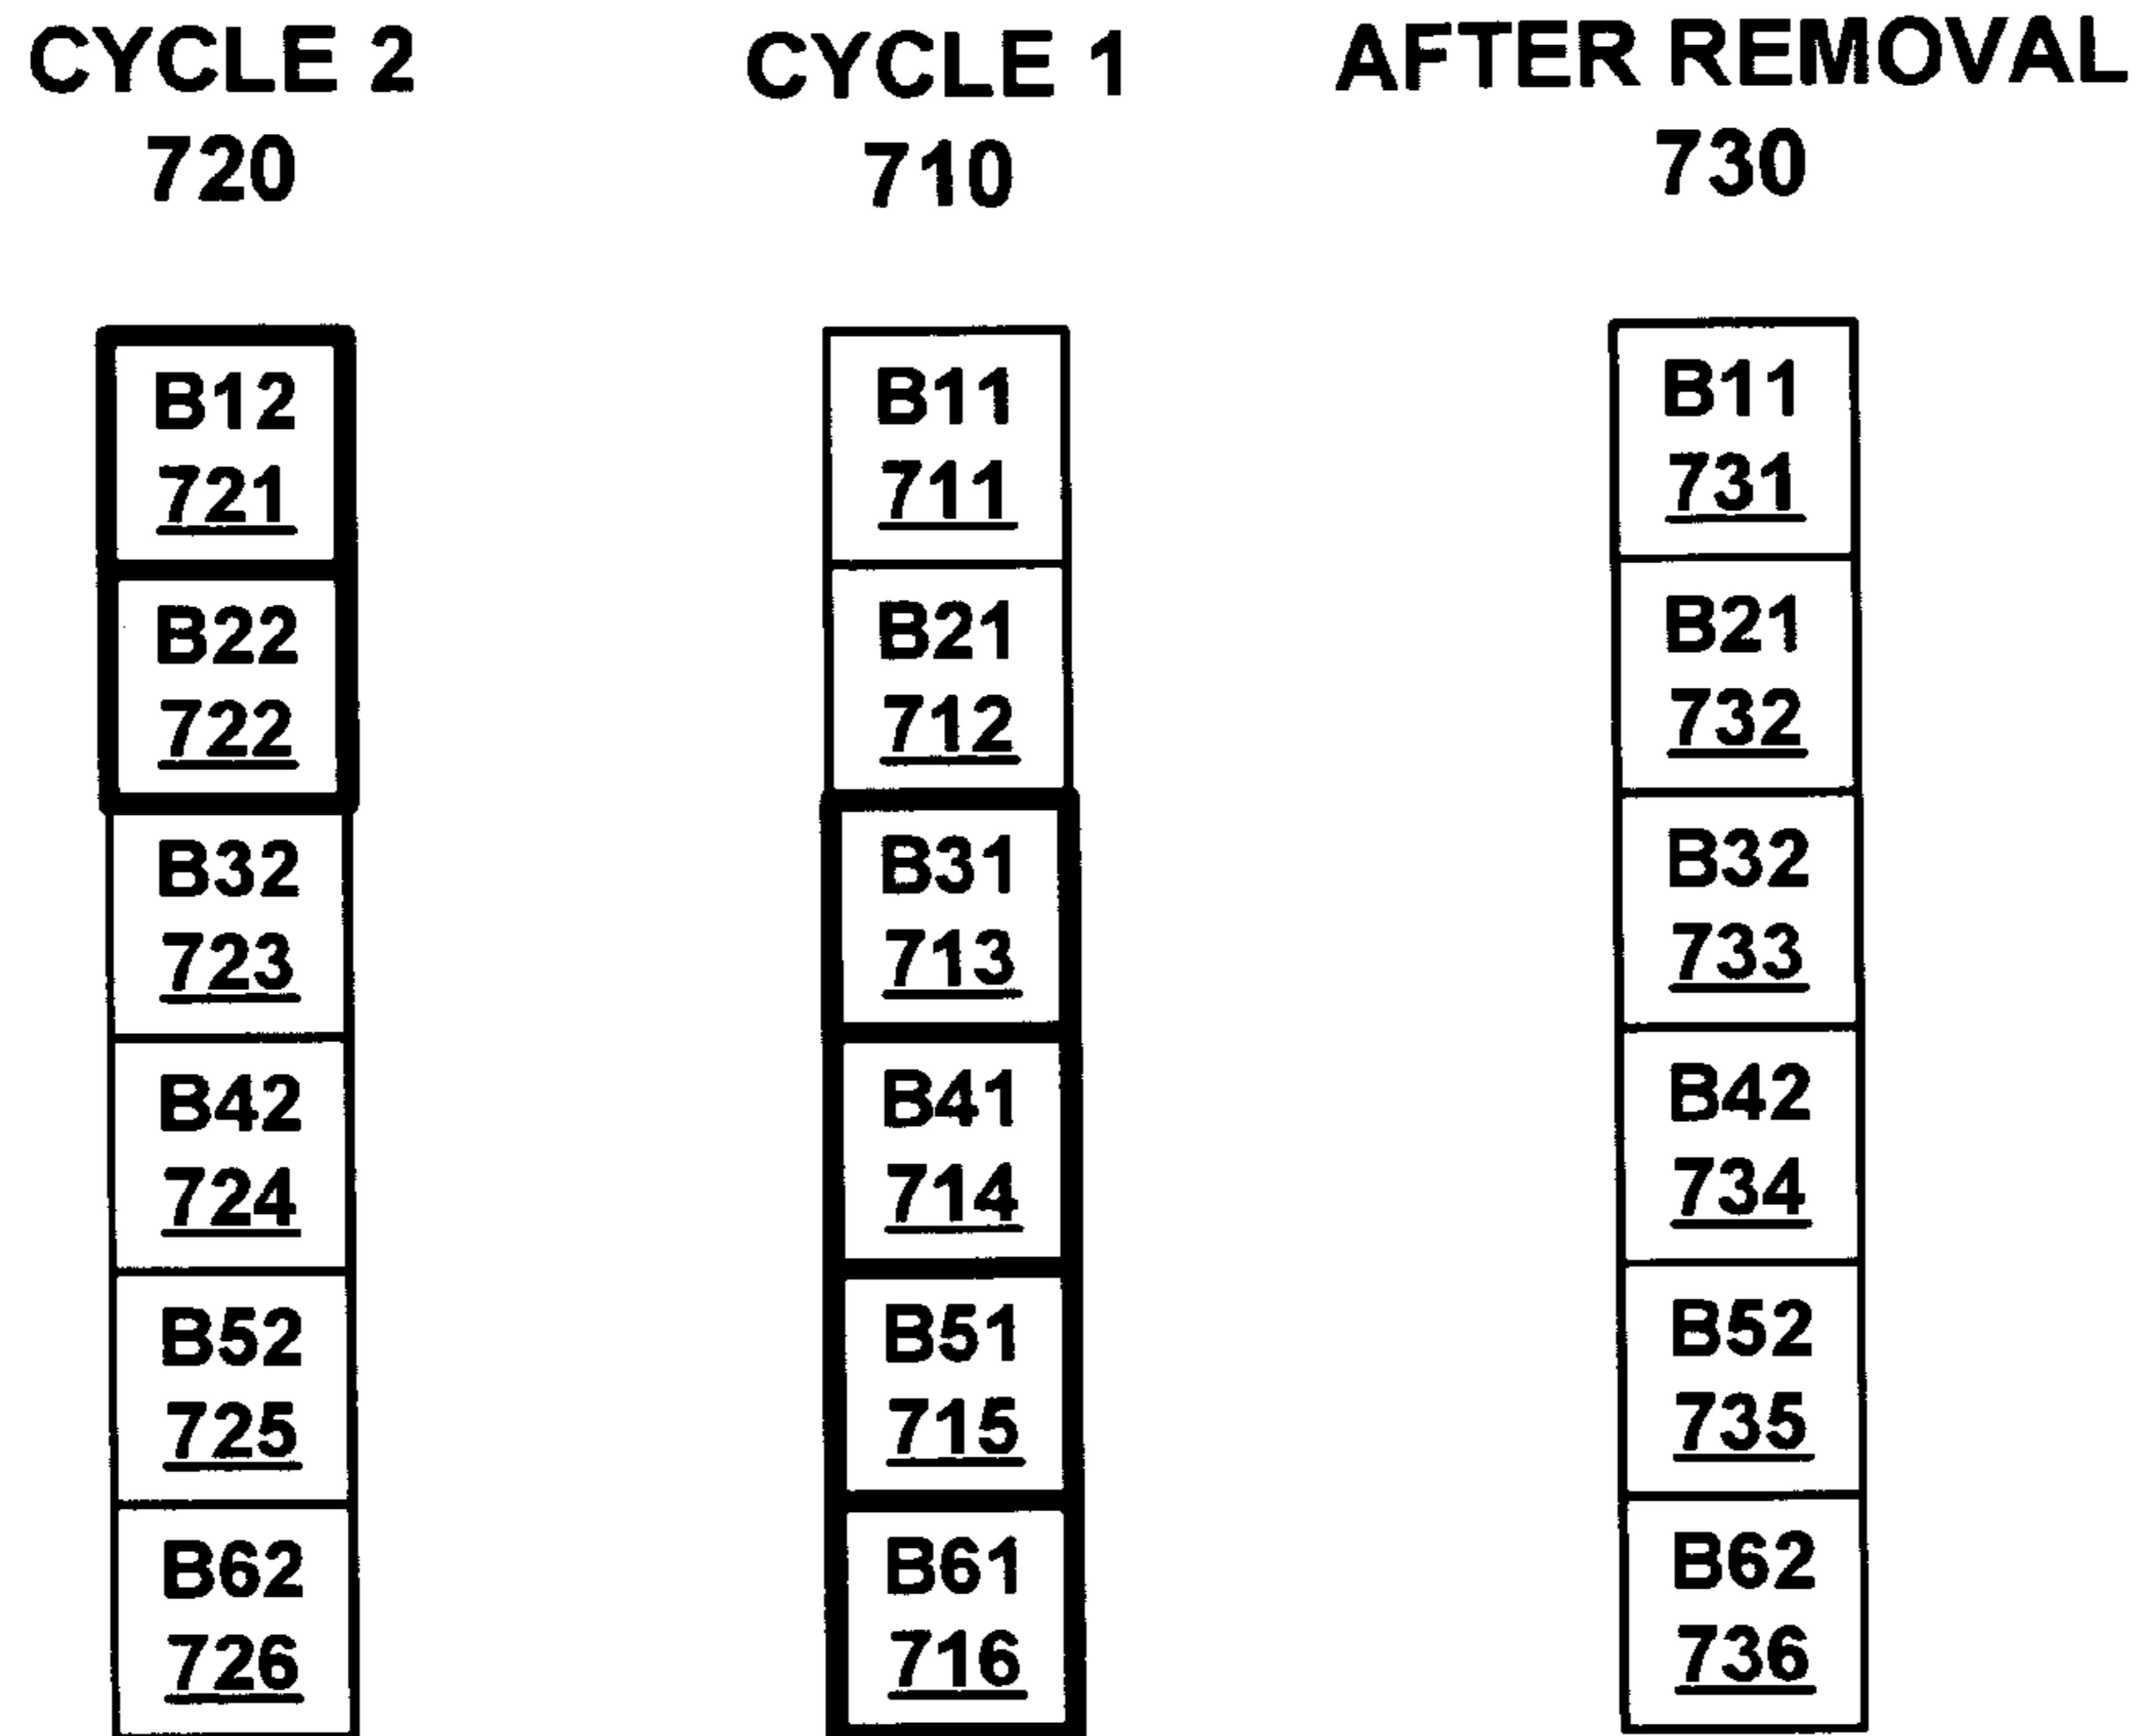 CYCLE 2
720
B12
721
B22
722
B32
723
B42
724
B52
725
B62
726
CYCLE 1
710
B11
711
B21
712
B31
713
B41
714
B51
715
B61
716
AFTER REMOVAL
730
B11
731
B21
732
B32
733
B42
734
B52
735
B62
736